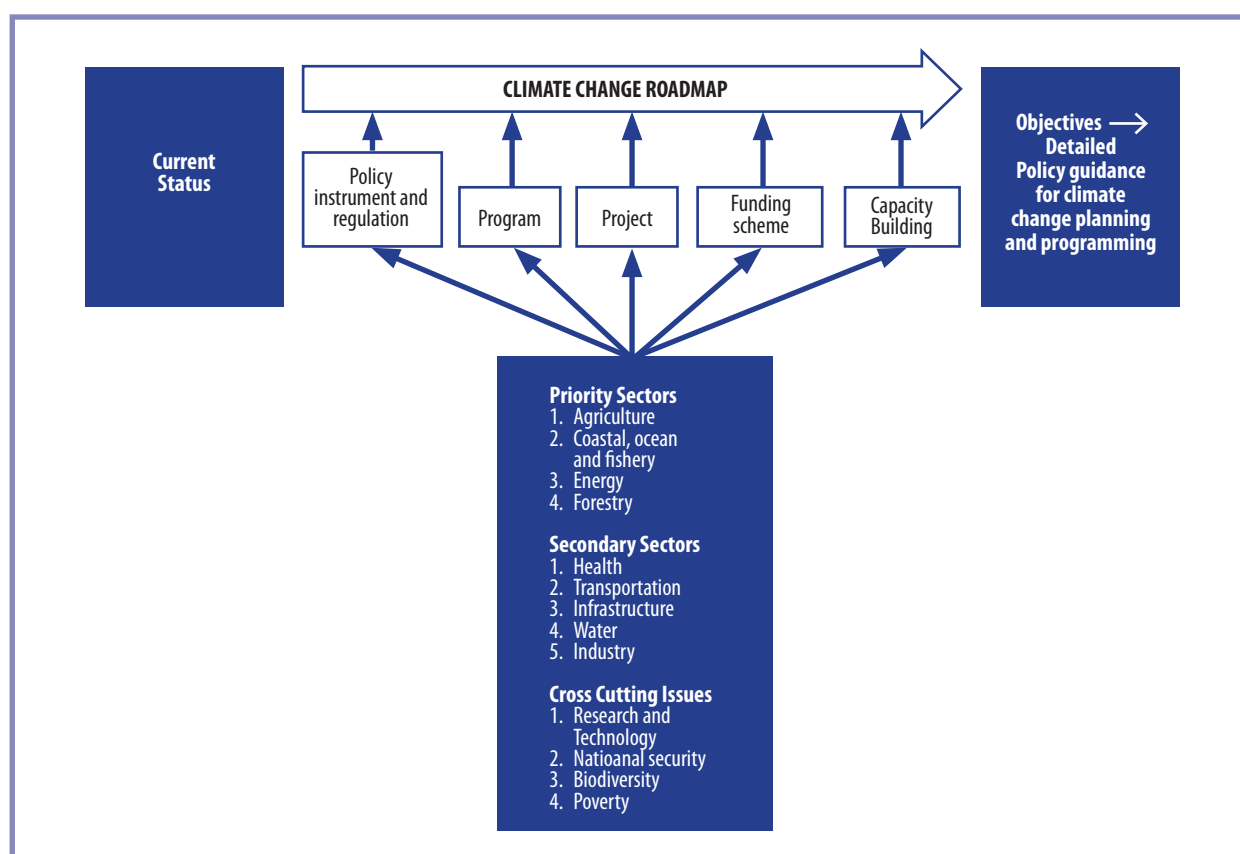 CLIMATE CHANGE ROADMAP
Current
Status
Policy
instrument and
regulation
Program
Project
Funding
scheme
Capacity
Building
Objectives →
Detailed
Policy guidance
for climate
change planning
and programming
Priority Sectors
1. Agriculture
2. Coastal, ocean
and fishery
3. Energy
4. Forestry
Secondary Sectors
1. Health
2. Transportation
3. Infrastructure
4. Water
5. Industry
Cross Cutting Issues
1. Research and
Technology
2. Natioanal security
3. Biodiversity
4. Poverty